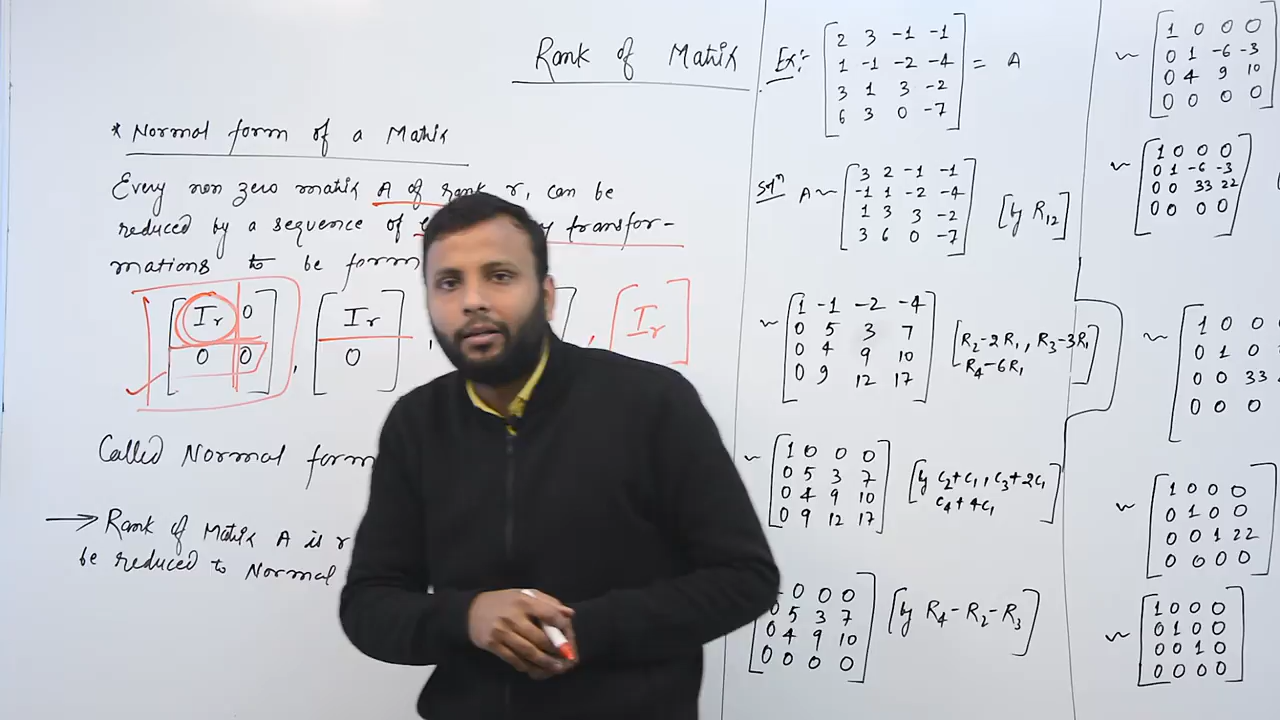 Rank of Matrix
* Normal form of a Matrix
Every non zero matrix A of rank r, can be
reduced by a sequence of transfor-
mations to be form
[ Ir 0
0 0 ] , [ Ir
0 ] , , [ Ir ]
Called Normal form
→ Rank of Matrix A is r
be reduced to Normal
Ex:- [ 2 3 -1 -1
1 -1 -2 -4
3 1 3 -2
6 3 0 -7 ] = A
Solⁿ A ~ [ 3 2 -1 -1
-1 1 -2 -4
1 3 3 -2
3 6 0 -7 ] [by R12]
~ [ 1 -1 -2 -4
0 5 3 7
0 4 9 10
0 9 12 17 ] [R2-2R1, R3-3R1
R4-6R1 ]
~ [ 1 0 0 0
0 5 3 7
0 4 9 10
0 9 12 17 ] [by C2+C1, C3+2C1
C4+4C1 ]
0 0 0
0 5 3 7
0 4 9 10
0 0 0 0 ] [by R4-R2-R3]
~ [ 1 0 0 0
0 1 -6 -3
0 4 9 10
0 0 0 0 ]
~ [ 1 0 0 0
0 1 -6 -3
0 0 33 22
0 0 0 0 ]
~ [ 1 0 0
0 1 0
0 0 33
0 0 0
~ [ 1 0 0 0
0 1 0 0
0 0 1 22
0 0 0 0 ]
~ [ 1 0 0 0
0 1 0 0
0 0 1 0
0 0 0 0 ]